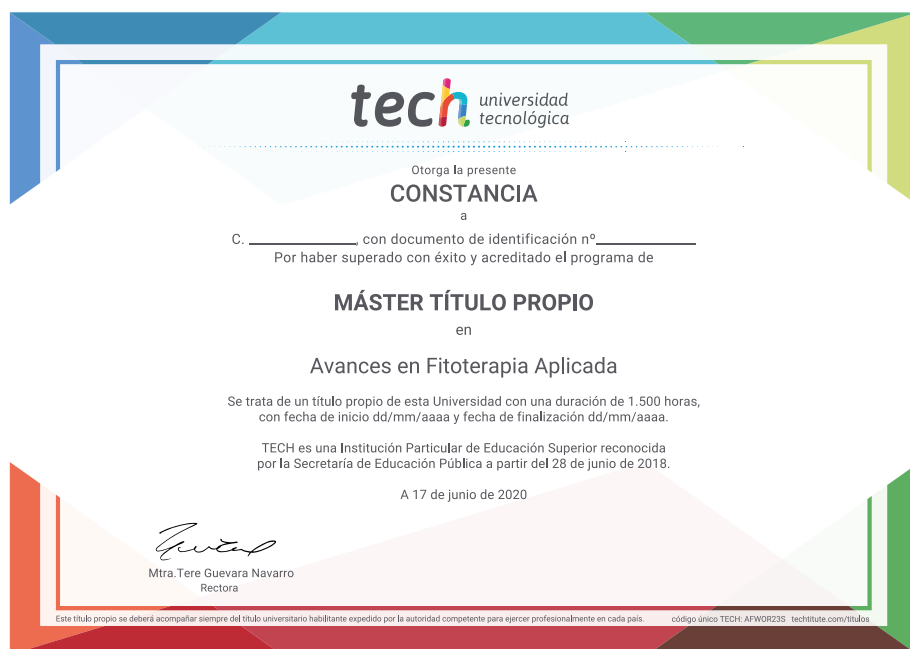 tech universidad
tecnológica
Otorga la presente
CONSTANCIA
a
C. ____________, con documento de identificación nº____________
Por haber superado con éxito y acreditado el programa de
MÁSTER TÍTULO PROPIO
en
Avances en Fitoterapia Aplicada
Se trata de un título propio de esta Universidad con una duración de 1.500 horas,
con fecha de inicio dd/mm/aaaa y fecha de finalización dd/mm/aaaa.
TECH es una Institución Particular de Educación Superior reconocida
por la Secretaría de Educación Pública a partir del 28 de junio de 2018.
A 17 de junio de 2020
Mtra.Tere Guevara Navarro
Rectora
Este título propio se deberá acompañar siempre del título universitario habilitante expedido por la autoridad competente para ejercer profesionalmente en cada país. código único TECH: AFWOR23S techtitute.com/titulos